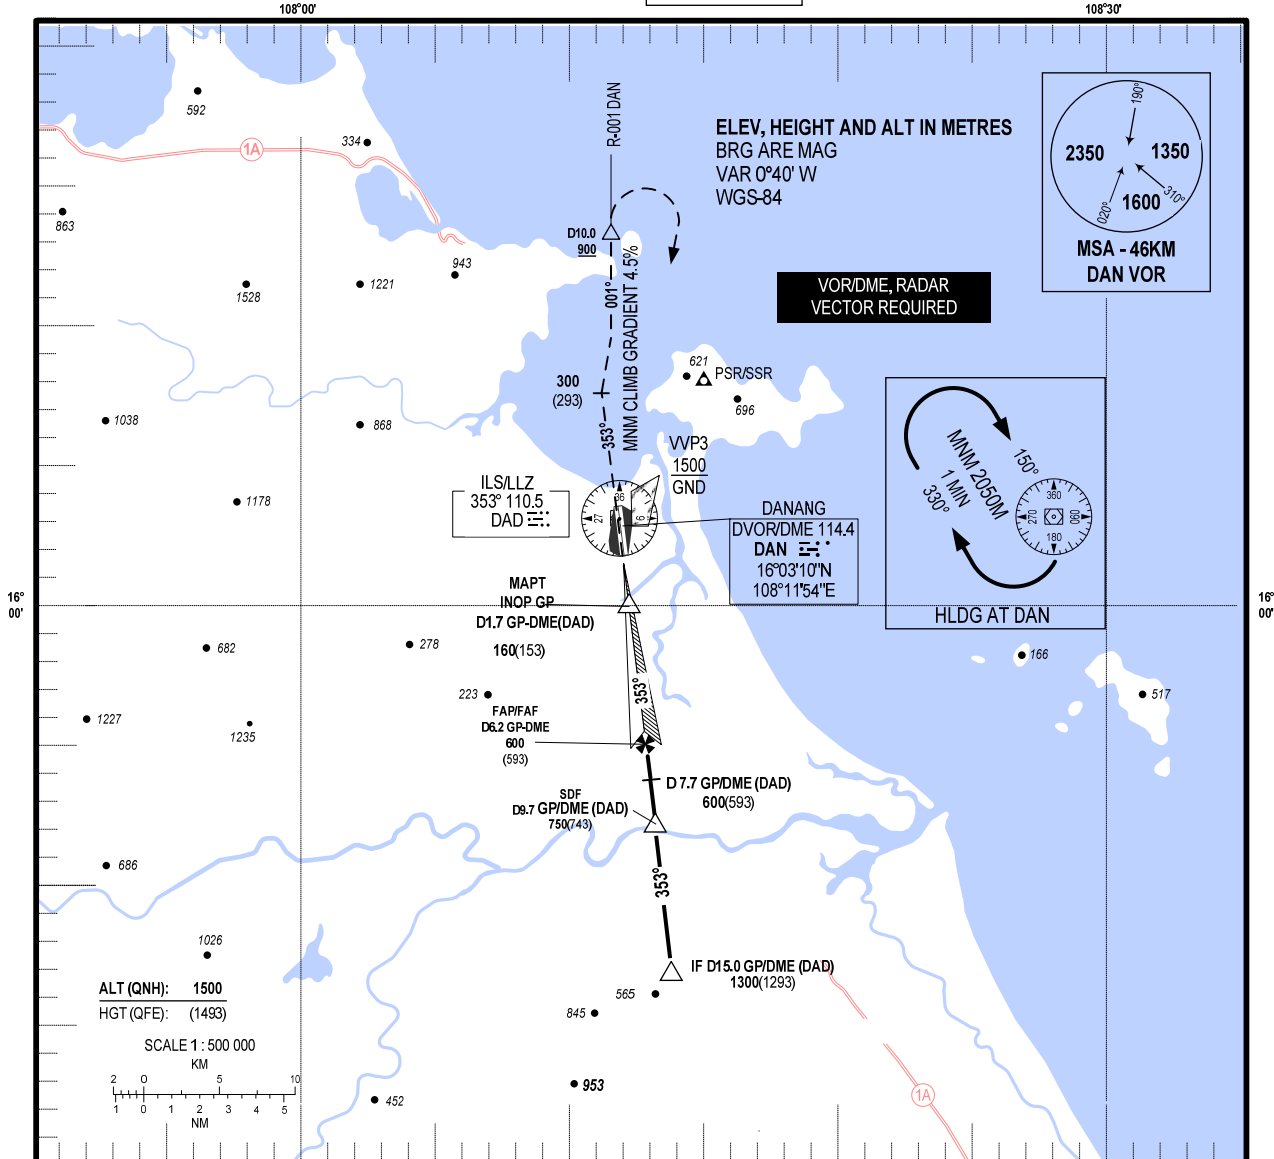 108°00'
108°30'
592
334
1A
863
943
1528
1221
R-001 DAN
D10.0
900
001°
MNM CLIMB GRADIENT 4.5%
ELEV, HEIGHT AND ALT IN METRES
BRG ARE MAG
VAR 0°40' W
WGS-84
190°
2350
1350
020°
1600
310°
MSA - 46KM
DAN VOR
VOR/DME, RADAR
VECTOR REQUIRED
300
(293)
353°
621
PSR/SSR
696
1038
868
1178
VVP3
1500
GND
ILS/LLZ
353° 110.5
DAD
36
27
9
DANANG
DVOR/DME 114.4
DAN
16°03'10"N
108°11'54"E
150°
MNM 2050M
1 MIN
330°
360
270
090
180
HLDG AT DAN
16°
00'
16°
00'
MAPT
INOP GP
D1.7 GP-DME(DAD)
160(153)
682
278
166
223
353°
517
1227
1235
FAP/FAF
D6.2 GP-DME
600
(593)
D 7.7 GP/DME (DAD)
600(593)
SDF
D9.7 GP/DME (DAD)
750(743)
686
353°
1026
IF D15.0 GP/DME (DAD)
1300(1293)
565
845
953
452
1A
ALT (QNH): 1500
HGT (QFE): (1493)
SCALE 1 : 500 000
KM
2 0 5 10
1 0 1 2 3 4 5
NM